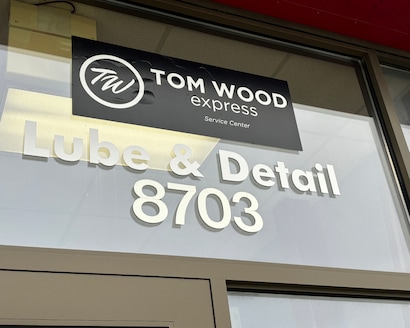 TW TOM WOOD
express
Service Center
Lube & Detail
8703